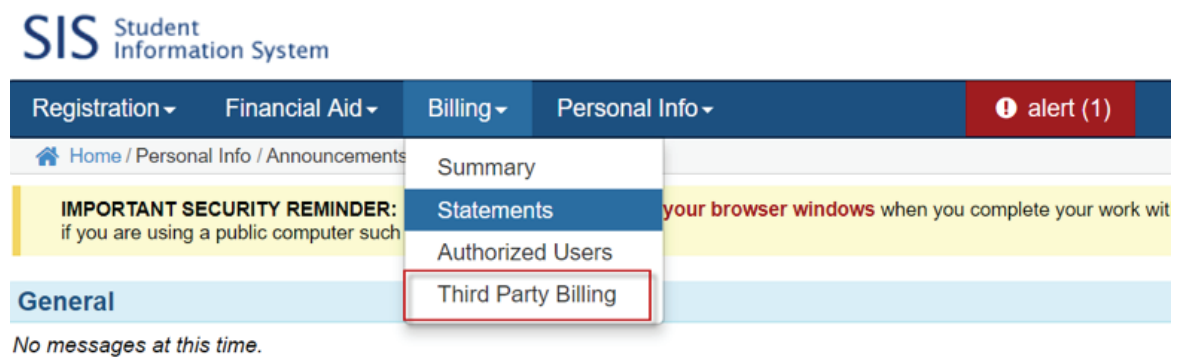 SIS Student
Information System
Registration Financial Aid Billing Personal Info alert (1)
Home / Personal Info / Announcements
Summary
IMPORTANT SECURITY REMINDER: Statements your browser windows when you complete your work wit
if you are using a public computer such
Authorized Users
Third Party Billing
General
No messages at this time.